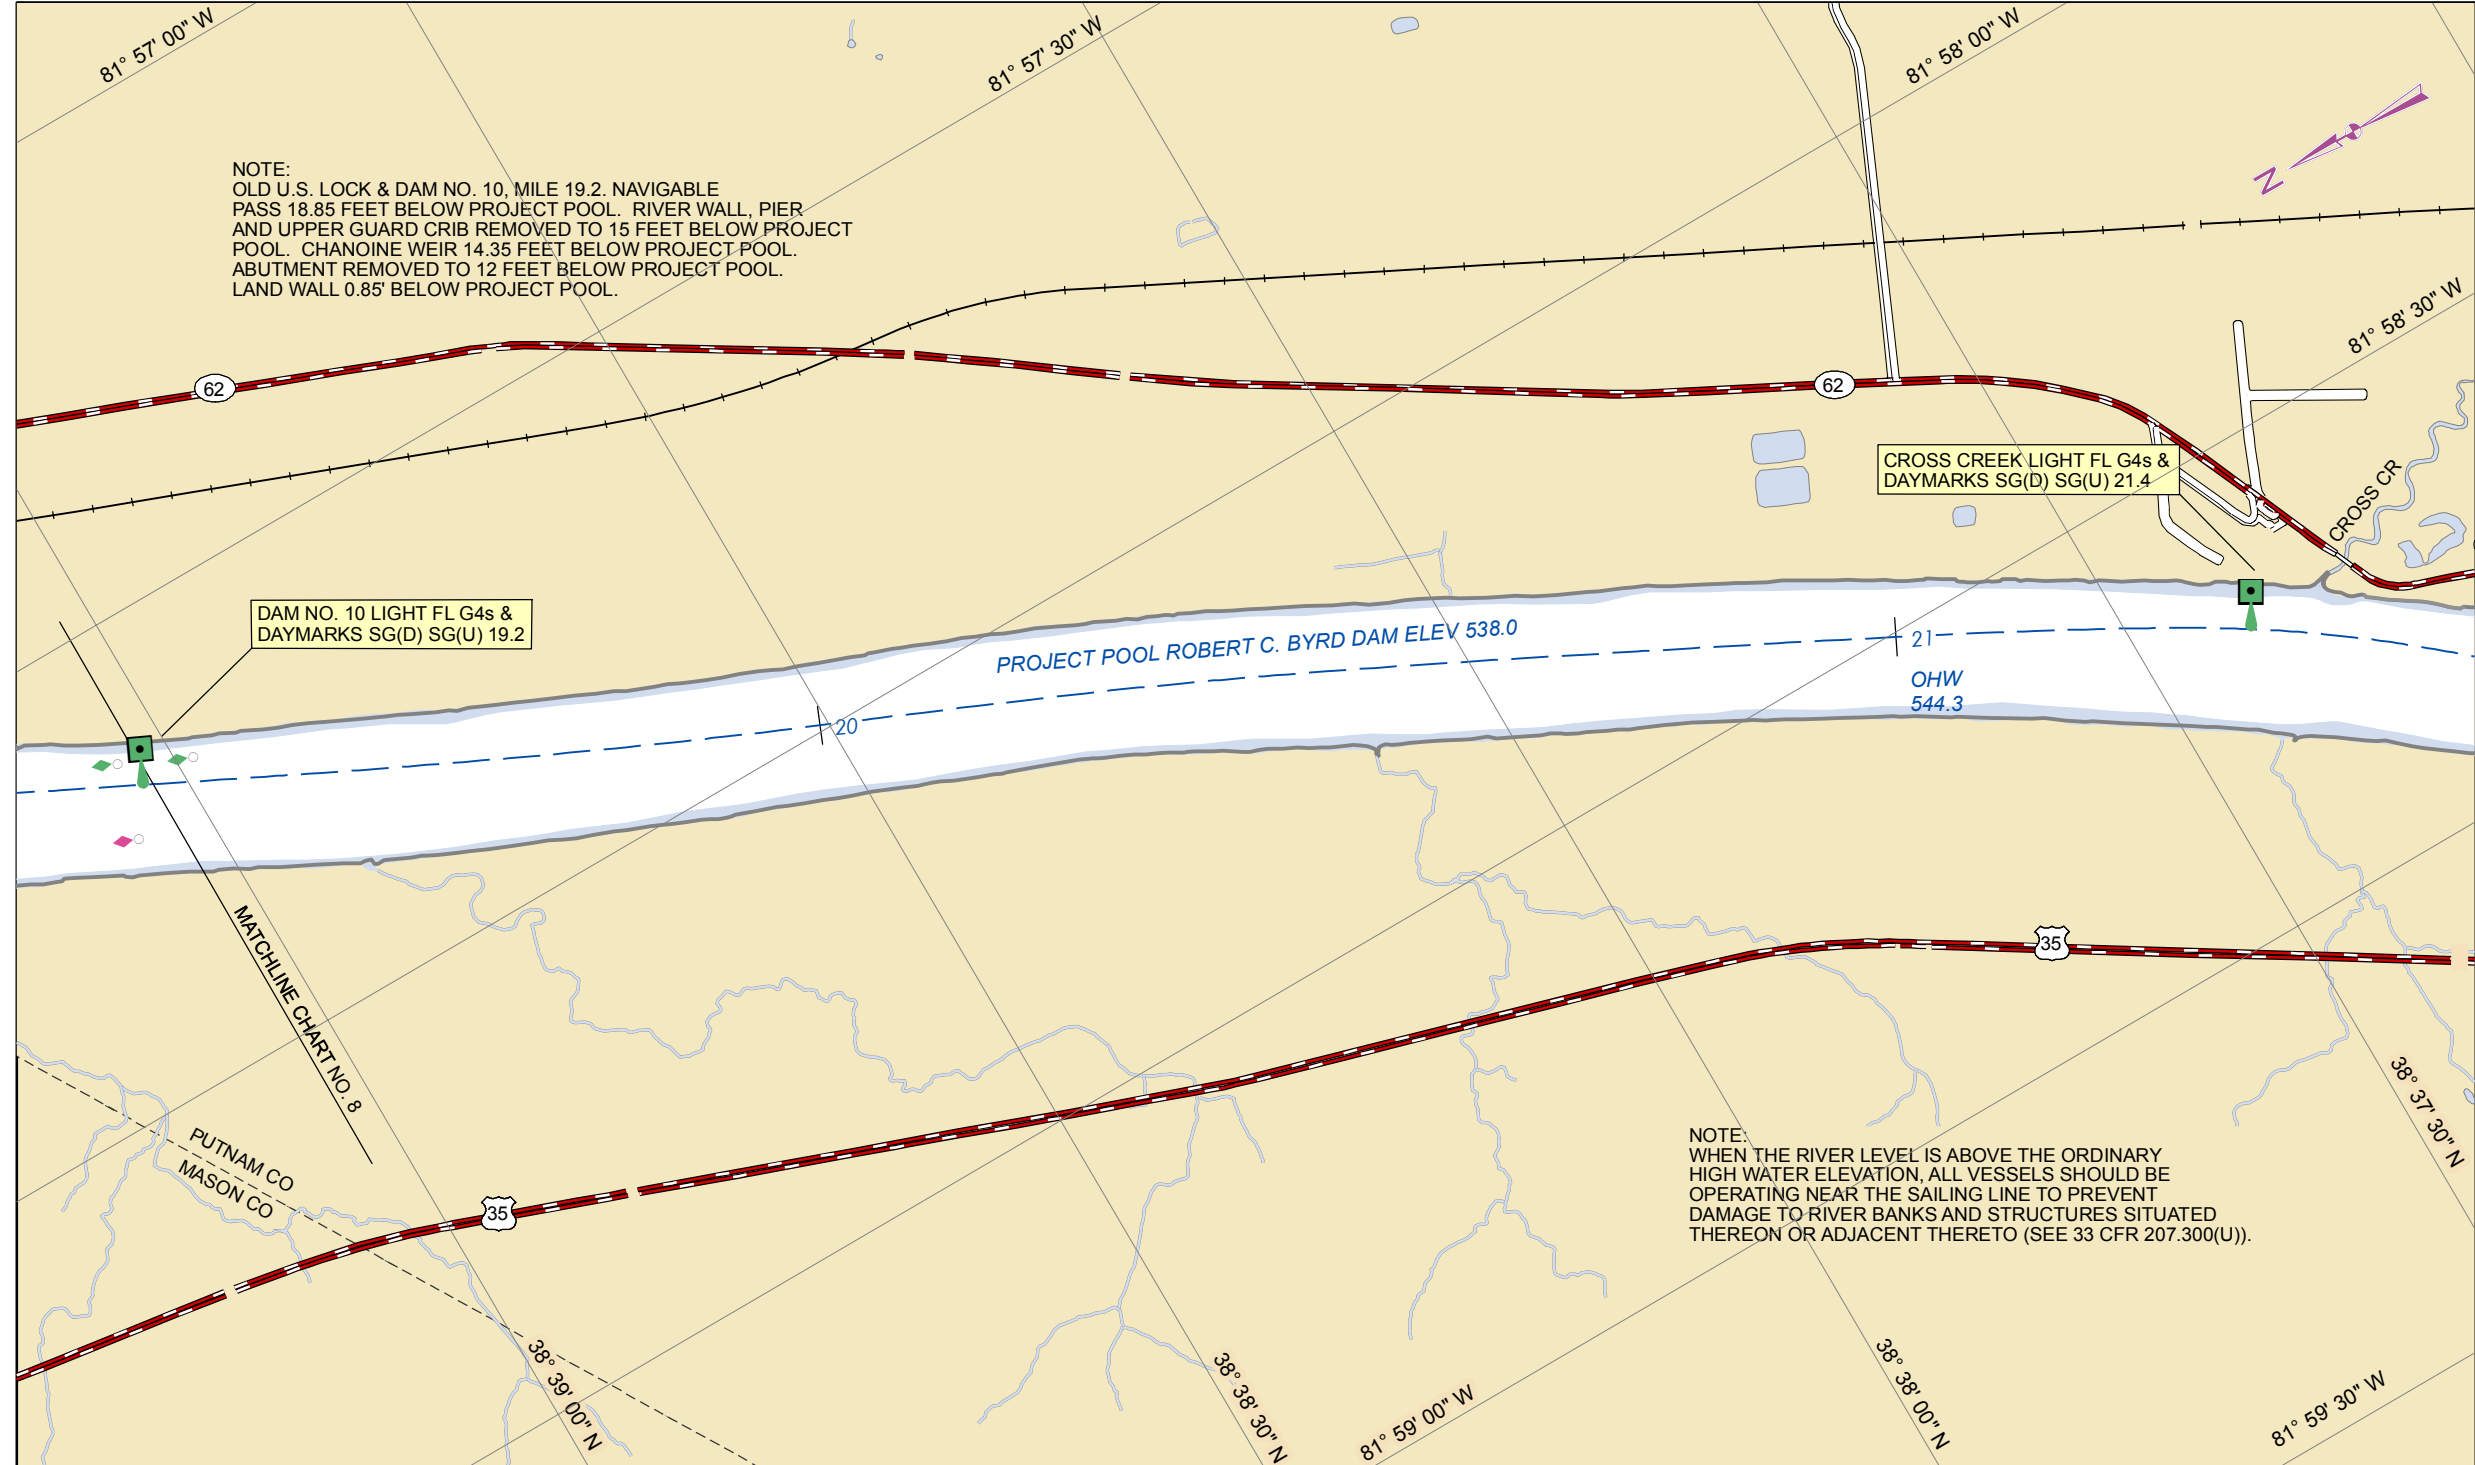 81° 57' 00" W
81° 57' 30" W
81° 58' 00" W
N
NOTE:
OLD U.S. LOCK & DAM NO. 10, MILE 19.2. NAVIGABLE
PASS 18.85 FEET BELOW PROJECT POOL. RIVER WALL, PIER
AND UPPER GUARD CRIB REMOVED TO 15 FEET BELOW PROJECT
POOL. CHANOINE WEIR 14.35 FEET BELOW PROJECT POOL.
ABUTMENT REMOVED TO 12 FEET BELOW PROJECT POOL.
LAND WALL 0.85' BELOW PROJECT POOL.
81° 58' 30" W
62
62
CROSS CREEK LIGHT FL G4s &
DAYMARKS SG(D) SG(U) 21.4
CROSS CR
DAM NO. 10 LIGHT FL G4s &
DAYMARKS SG(D) SG(U) 19.2
PROJECT POOL ROBERT C. BYRD DAM ELEV 538.0
21
OHW
544.3
20
MATCHLINE CHART NO. 8
35
38° 37' 30" N
PUTNAM CO
MASON CO
35
NOTE:
WHEN THE RIVER LEVEL IS ABOVE THE ORDINARY
HIGH WATER ELEVATION, ALL VESSELS SHOULD BE
OPERATING NEAR THE SAILING LINE TO PREVENT
DAMAGE TO RIVER BANKS AND STRUCTURES SITUATED
THEREON OR ADJACENT THERETO (SEE 33 CFR 207.300(U)).
38° 39' 00" N
38° 38' 30" N
81° 59' 00" W
38° 38' 00" N
81° 59' 30" W